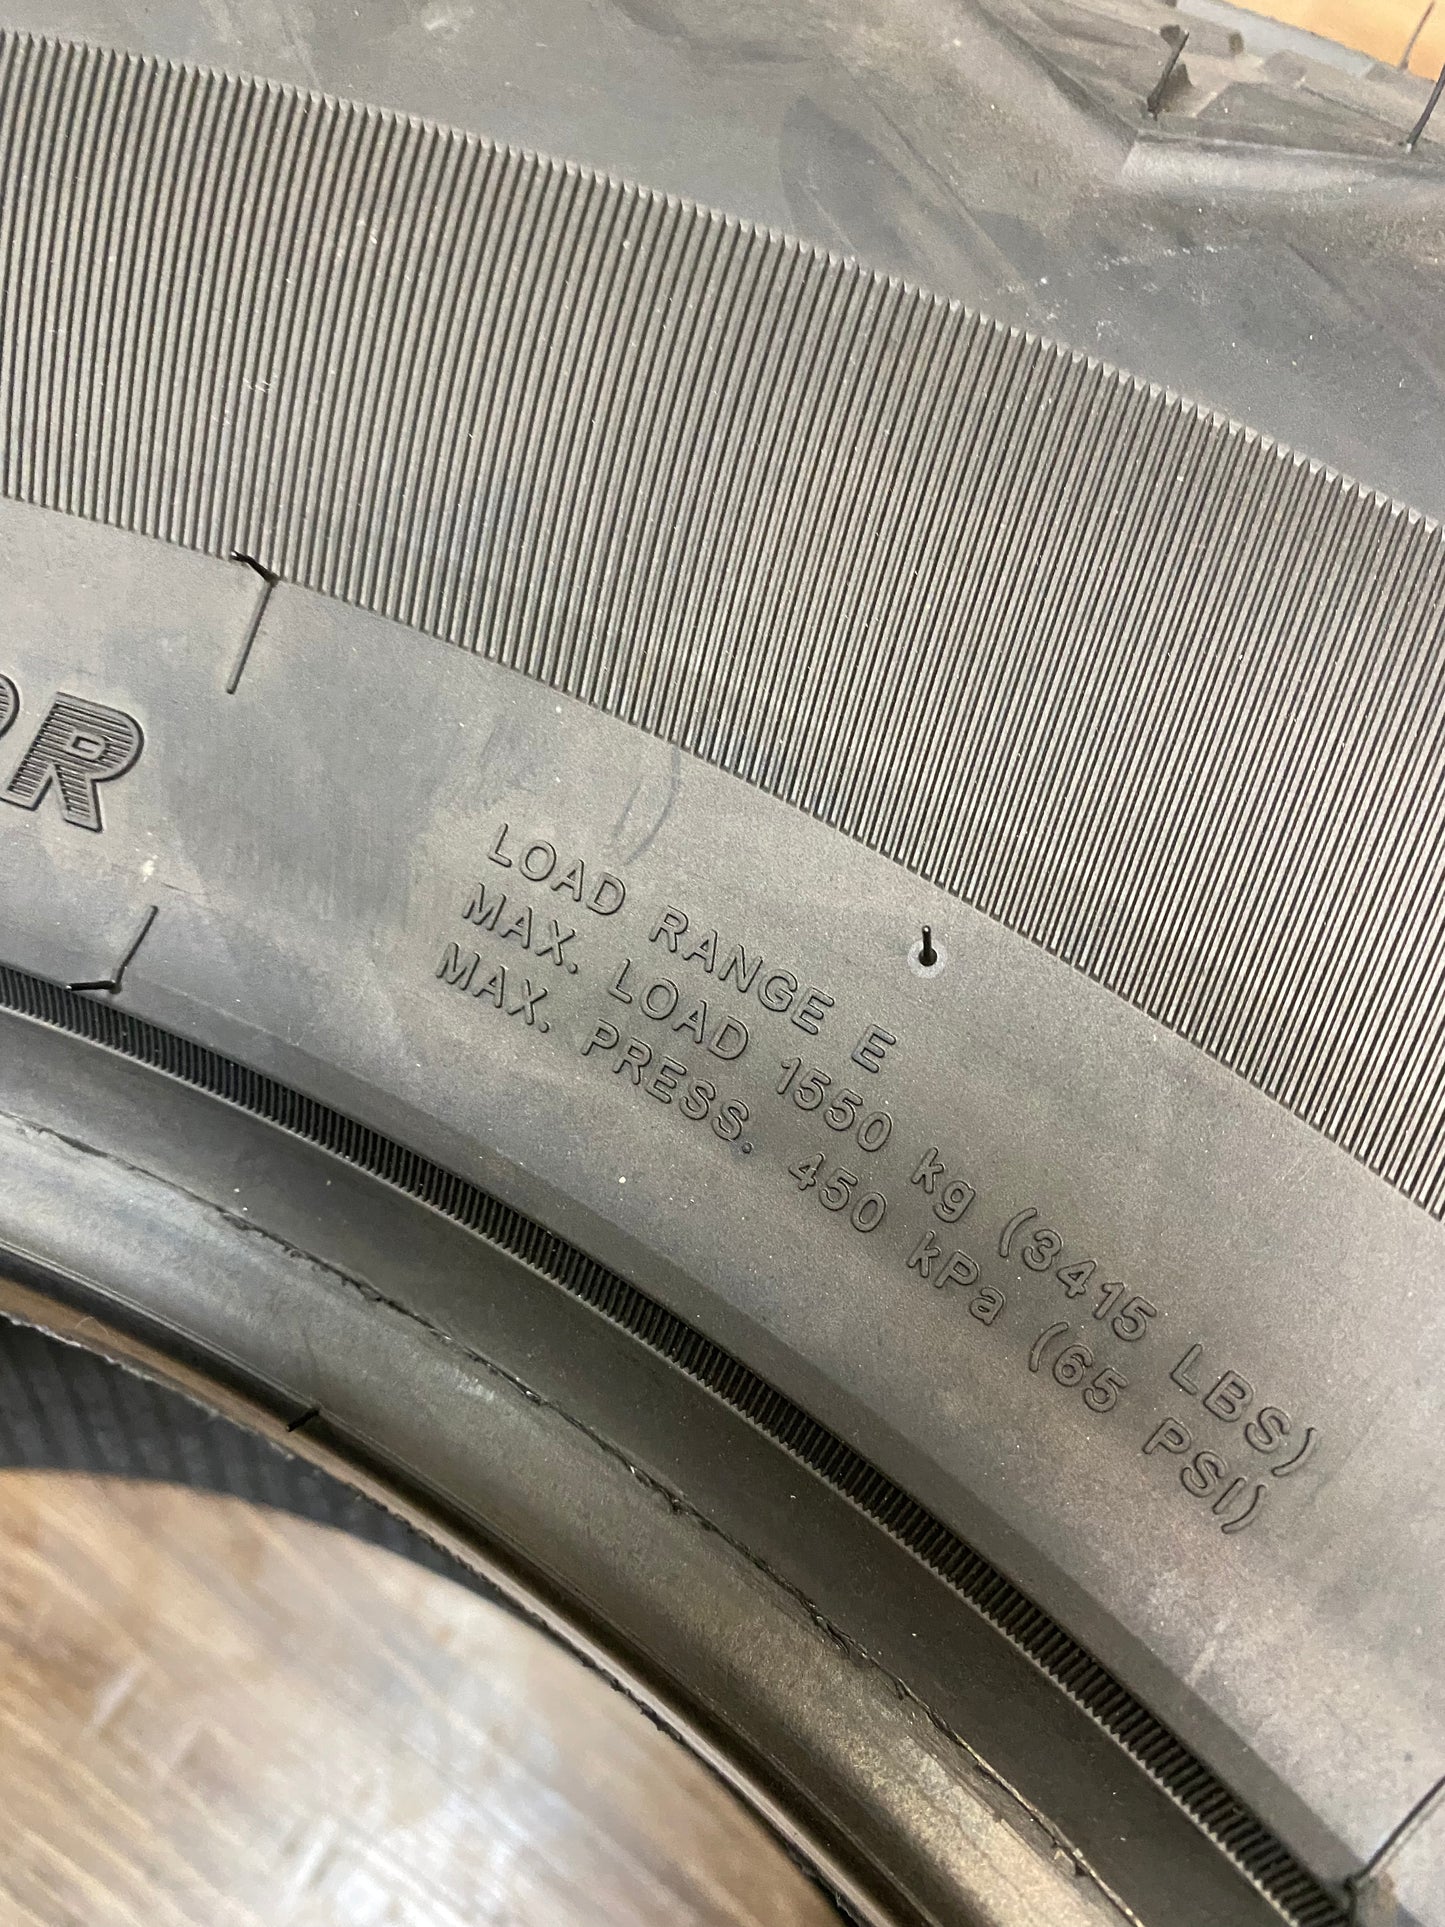 R
LOAD RANGE E
MAX. LOAD 1550 kg (3415 LBS)
MAX. PRESS. 450 kPa (65 PSI)